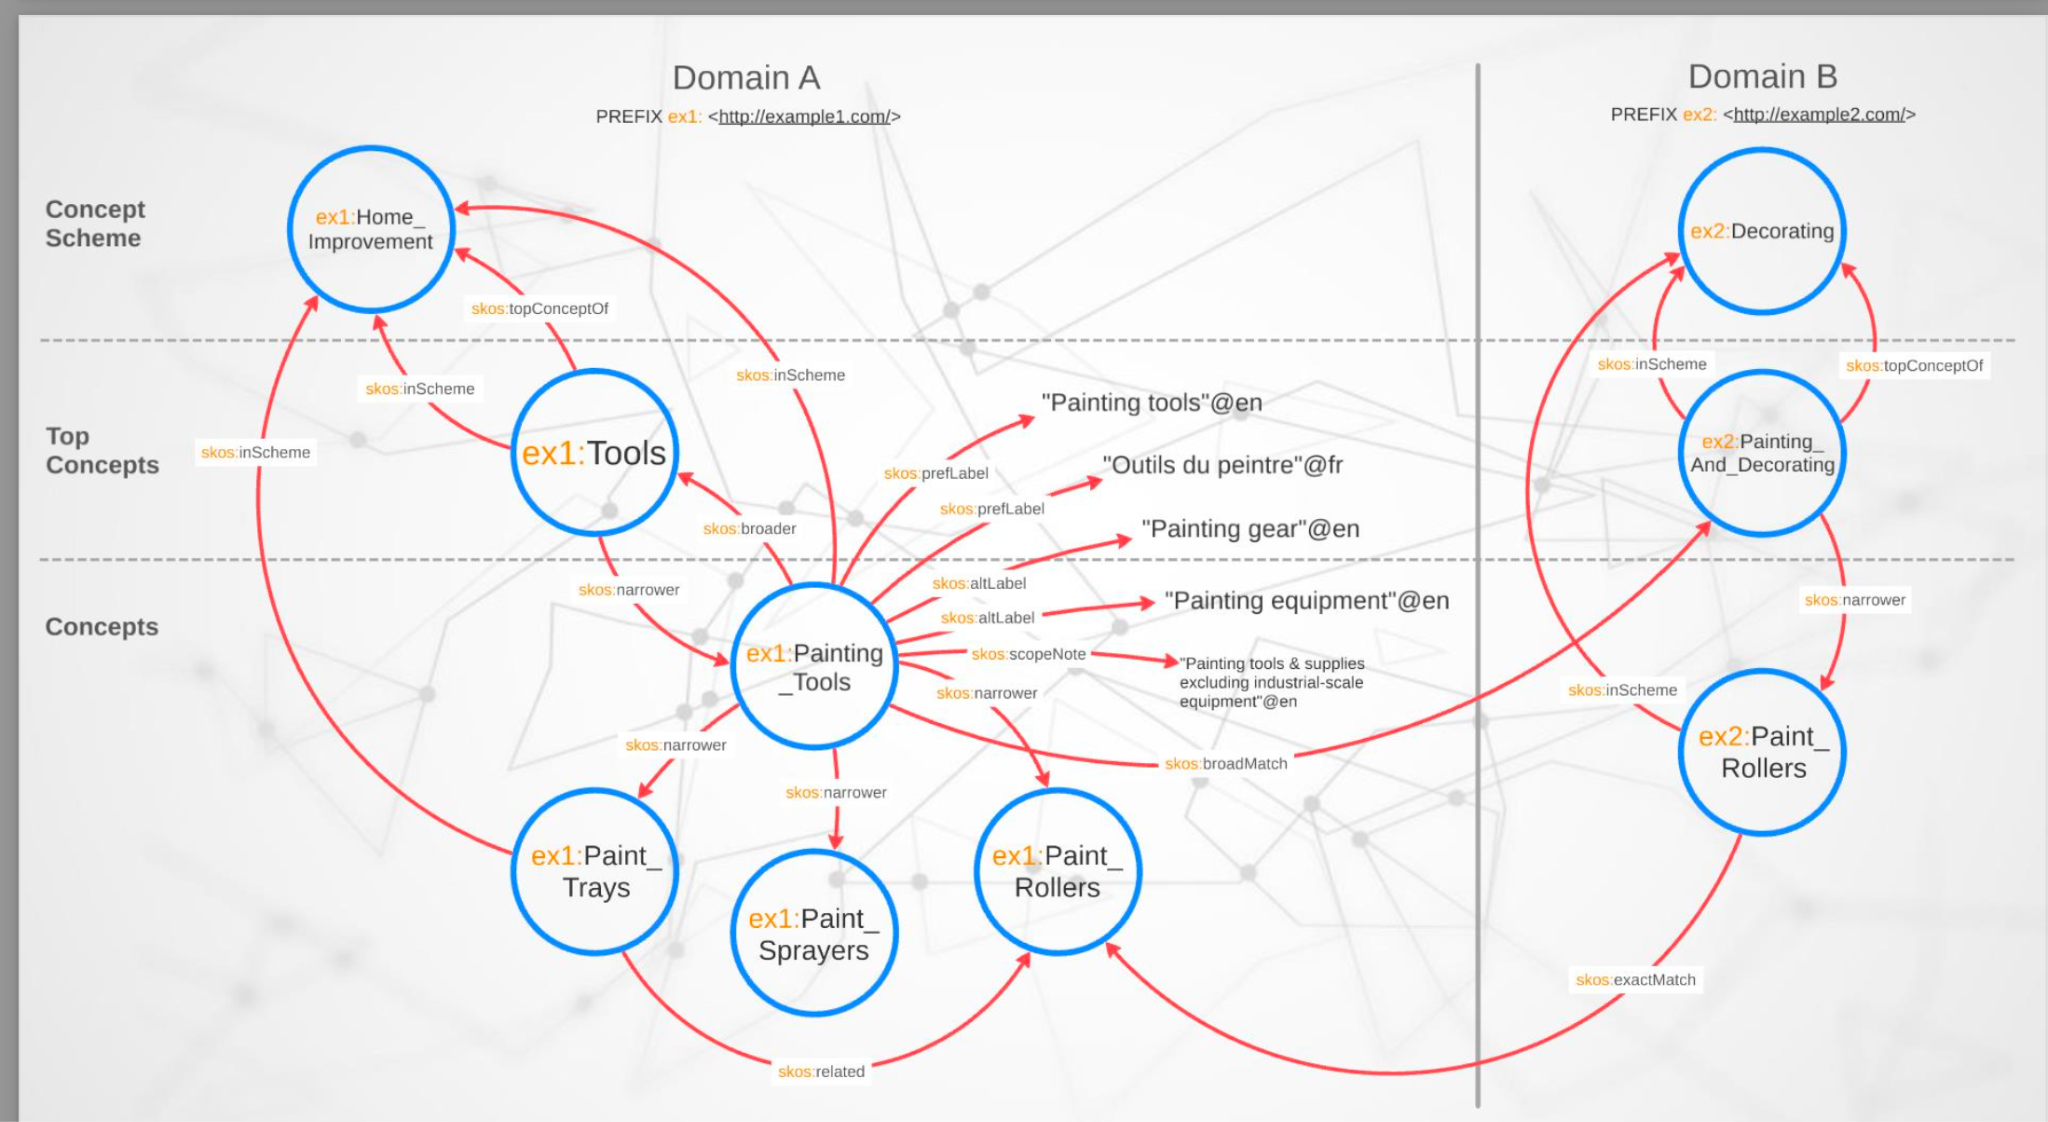 Domain A
PREFIX ex1: <http://example1.com/>
Domain B
PREFIX ex2: <http://example2.com/>
Concept
Scheme
ex1:Home_
Improvement
ex2:Decorating
skos:topConceptOf
skos:inScheme
skos:inScheme
skos:inScheme
skos:topConceptOf
Top
Concepts
skos:inScheme
ex1:Tools
"Painting tools"@en
skos:prefLabel
"Outils du peintre"@fr
skos:prefLabel
ex2:Painting_
And_Decorating
skos:broader
"Painting gear"@en
skos:altLabel
Concepts
skos:narrower
"Painting equipment"@en
skos:altLabel
skos:narrower
ex1:Painting
_Tools
skos:scopeNote
"Painting tools & supplies
excluding industrial-scale
equipment"@en
skos:narrower
skos:inScheme
skos:narrower
skos:broadMatch
ex2:Paint_
Rollers
skos:narrower
ex1:Paint_
Trays
ex1:Paint_
Sprayers
ex1:Paint_
Rollers
skos:exactMatch
skos:related